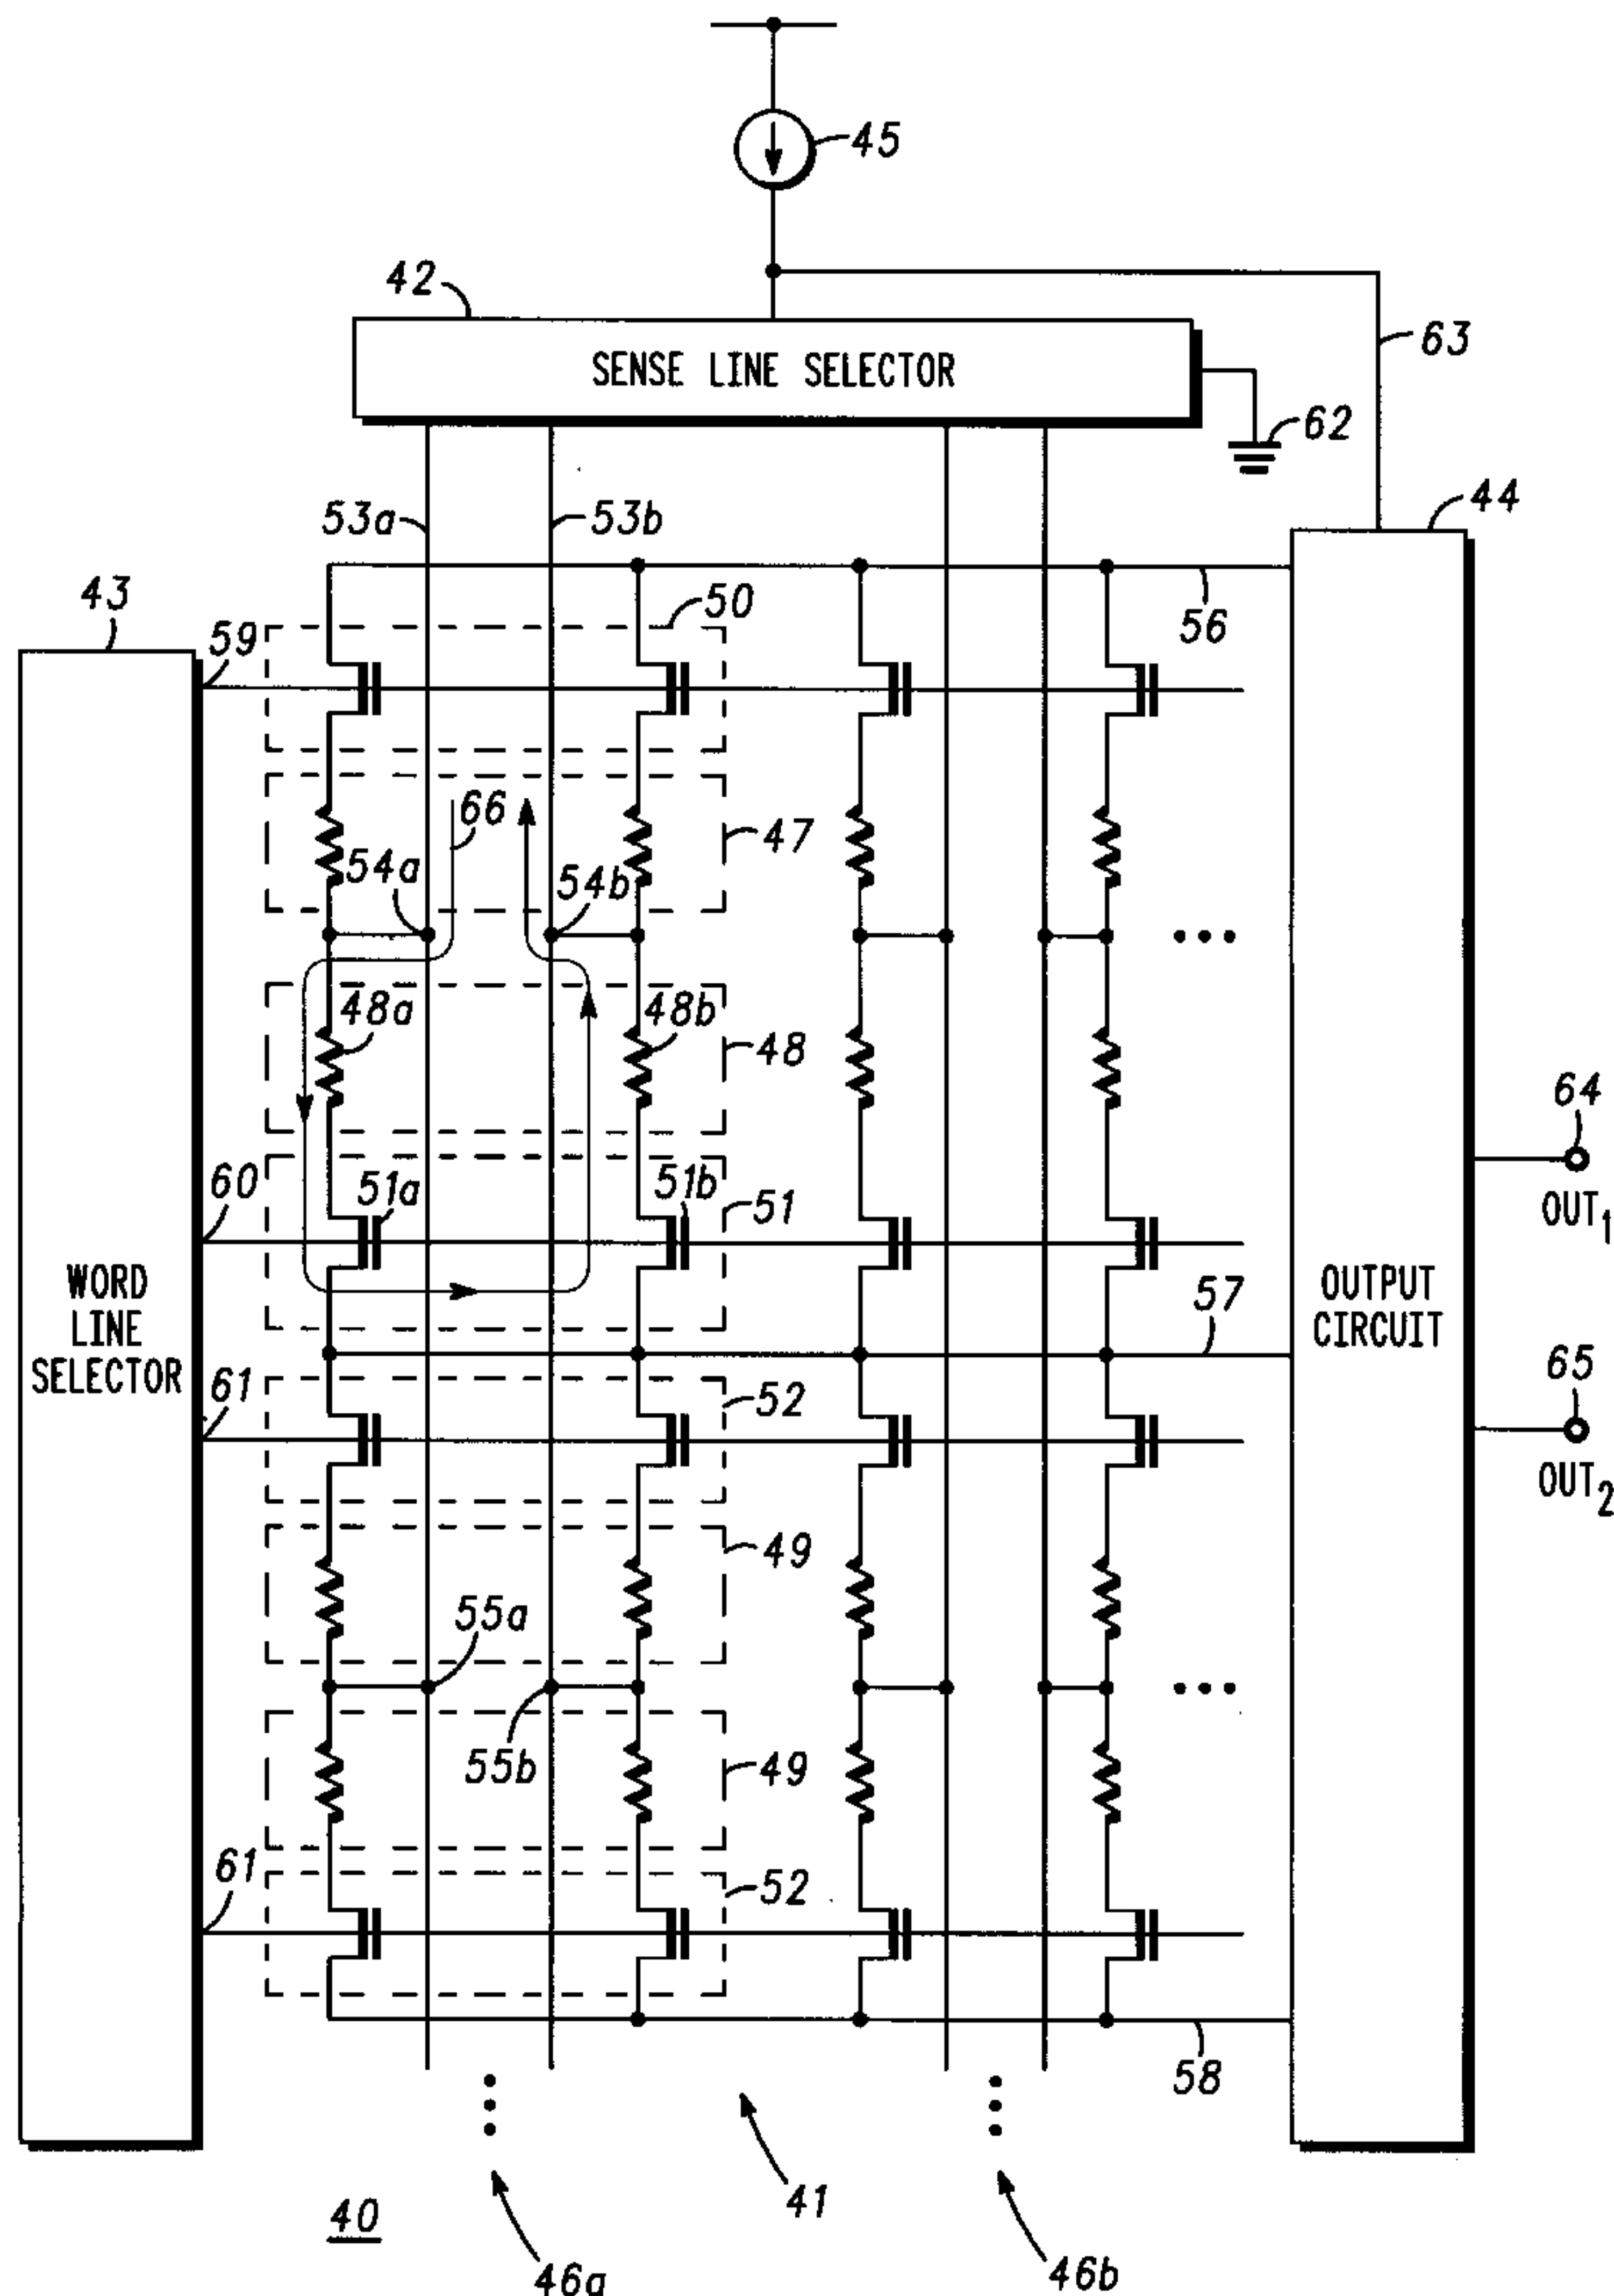 45
42
SENSE LINE SELECTOR
63
62
44
53a
53b
43
50
56
59
66
47
54a
54b
48a
48b
48
64
60
51a
51b
51
OUT1
WORD
LINE
SELECTOR
57
OUTPUT
CIRCUIT
61
52
65
OUT2
49
55a
55b
49
61
52
58
41
40
46a
46b